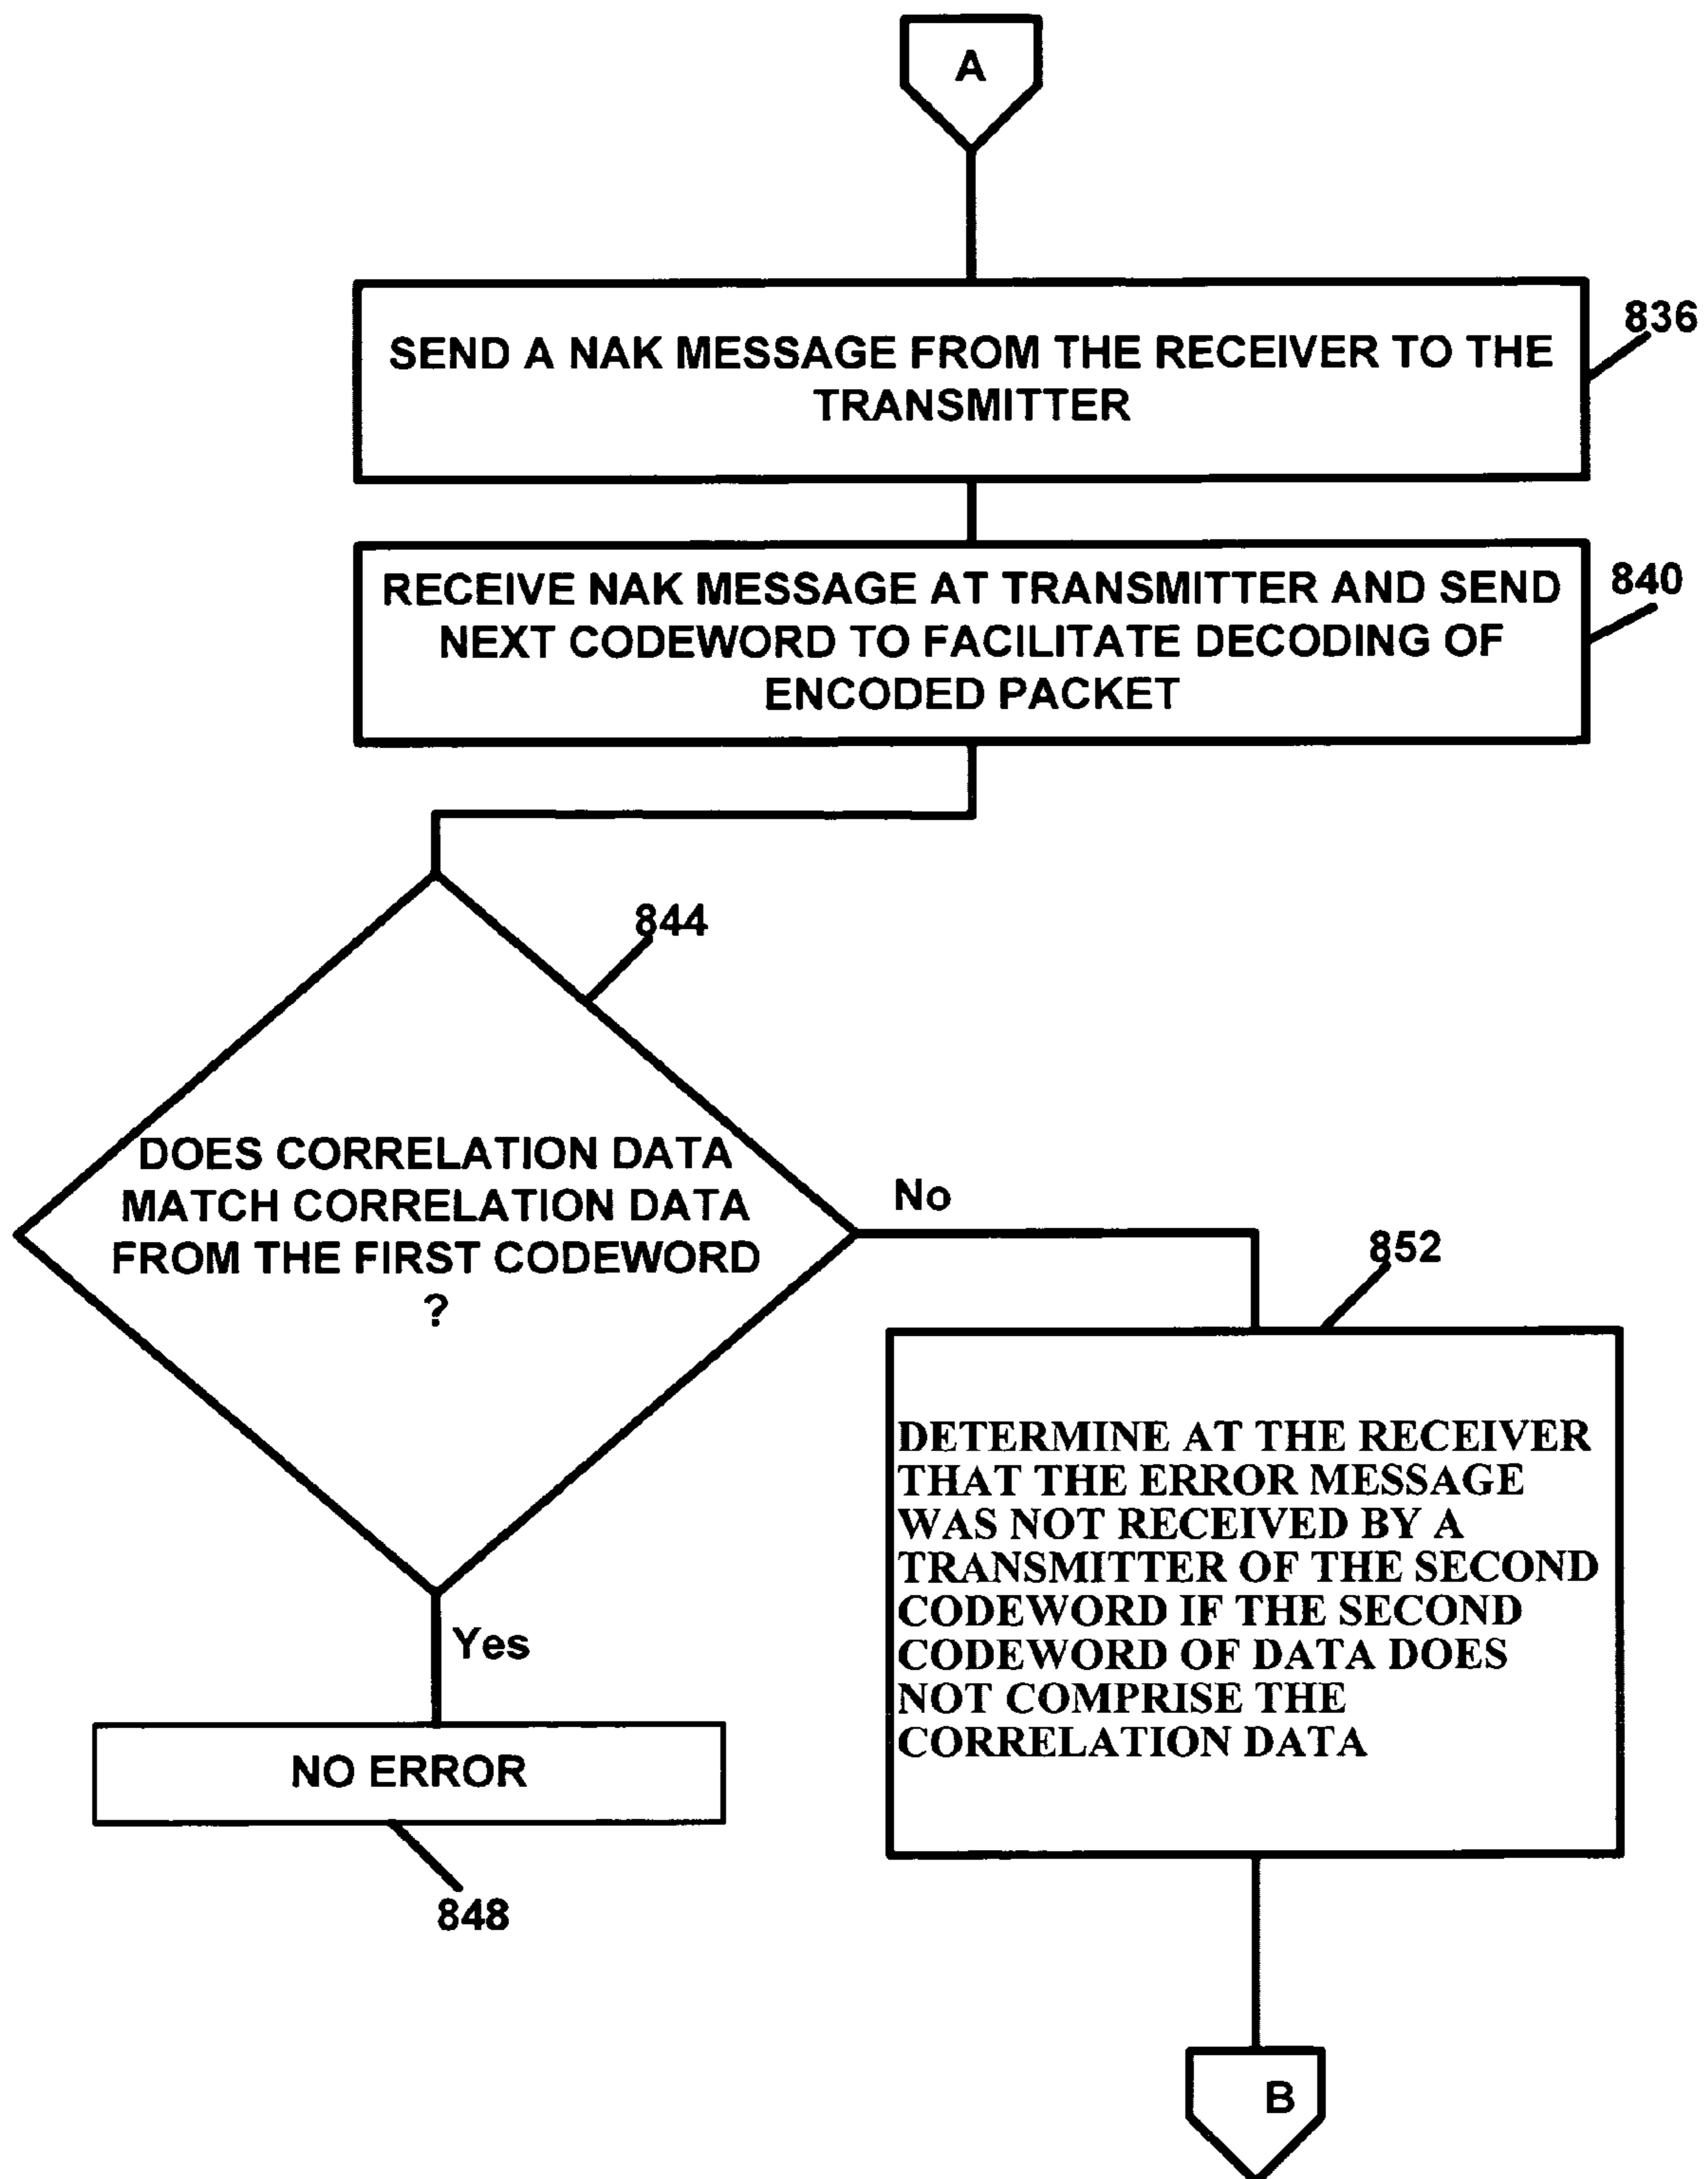 A
836
SEND A NAK MESSAGE FROM THE RECEIVER TO THE
TRANSMITTER
840
RECEIVE NAK MESSAGE AT TRANSMITTER AND SEND
NEXT CODEWORD TO FACILITATE DECODING OF
ENCODED PACKET
844
DOES CORRELATION DATA
MATCH CORRELATION DATA
FROM THE FIRST CODEWORD
?
No
852
DETERMINE AT THE RECEIVER
THAT THE ERROR MESSAGE
WAS NOT RECEIVED BY A
TRANSMITTER OF THE SECOND
CODEWORD IF THE SECOND
CODEWORD OF DATA DOES
NOT COMPRISE THE
CORRELATION DATA
Yes
NO ERROR
848
B